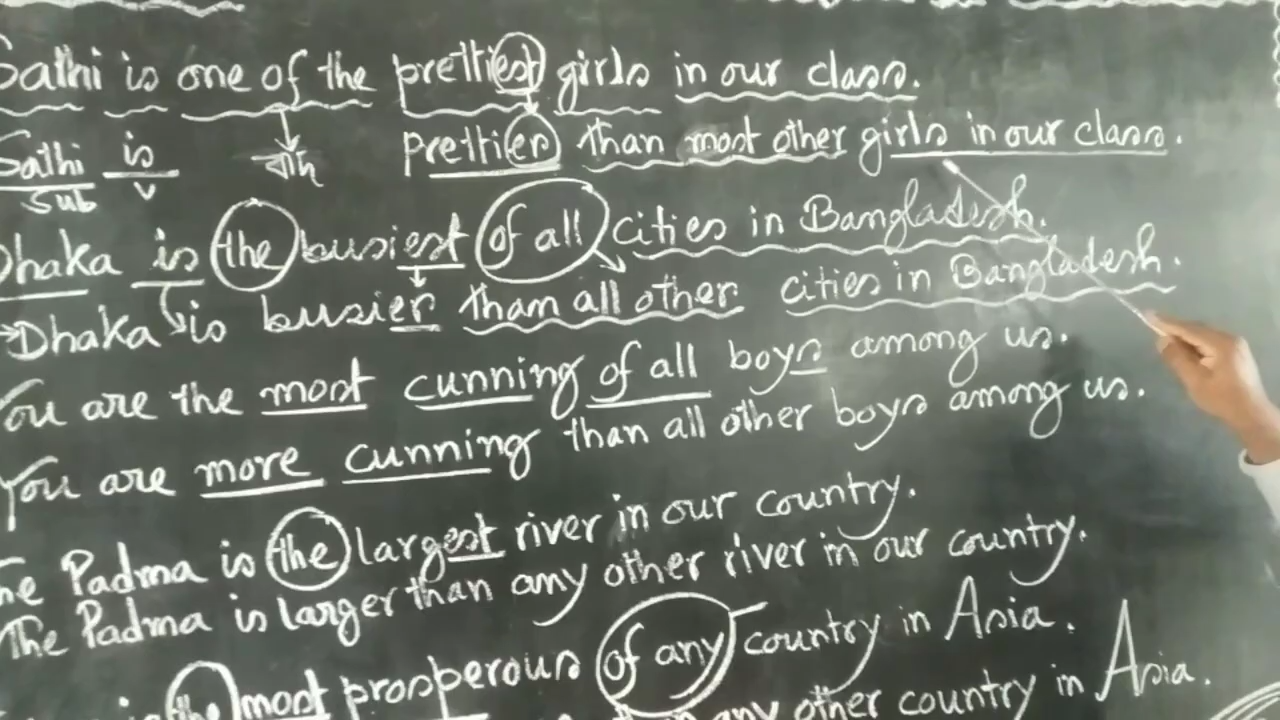 Sathi is one of the prettiest girls in our class.
Sathi is বাদ prettier than most other girls in our class.
Sub v
Dhaka is the busiest of all cities in Bangladesh.
Dhaka is busier than all other cities in Bangladesh.
You are the most cunning of all boys among us.
You are more cunning than all other boys among us.
The Padma is the largest river in our country.
The Padma is larger than any other river in our country.
is the most prosperous of any country in Asia.
than any other country in Asia.